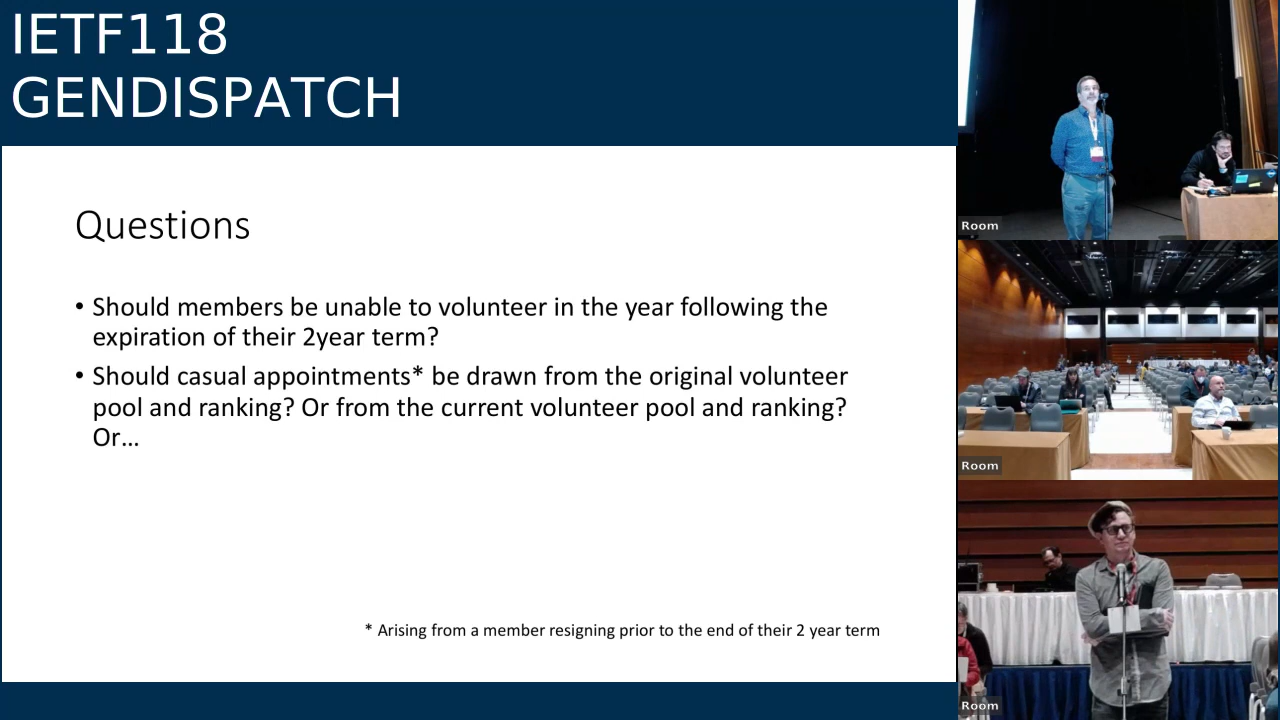 IETF118
GENDISPATCH
Questions
• Should members be unable to volunteer in the year following the
expiration of their 2year term?
• Should casual appointments* be drawn from the original volunteer
pool and ranking? Or from the current volunteer pool and ranking?
Or…
* Arising from a member resigning prior to the end of their 2 year term
Room
Room
Room